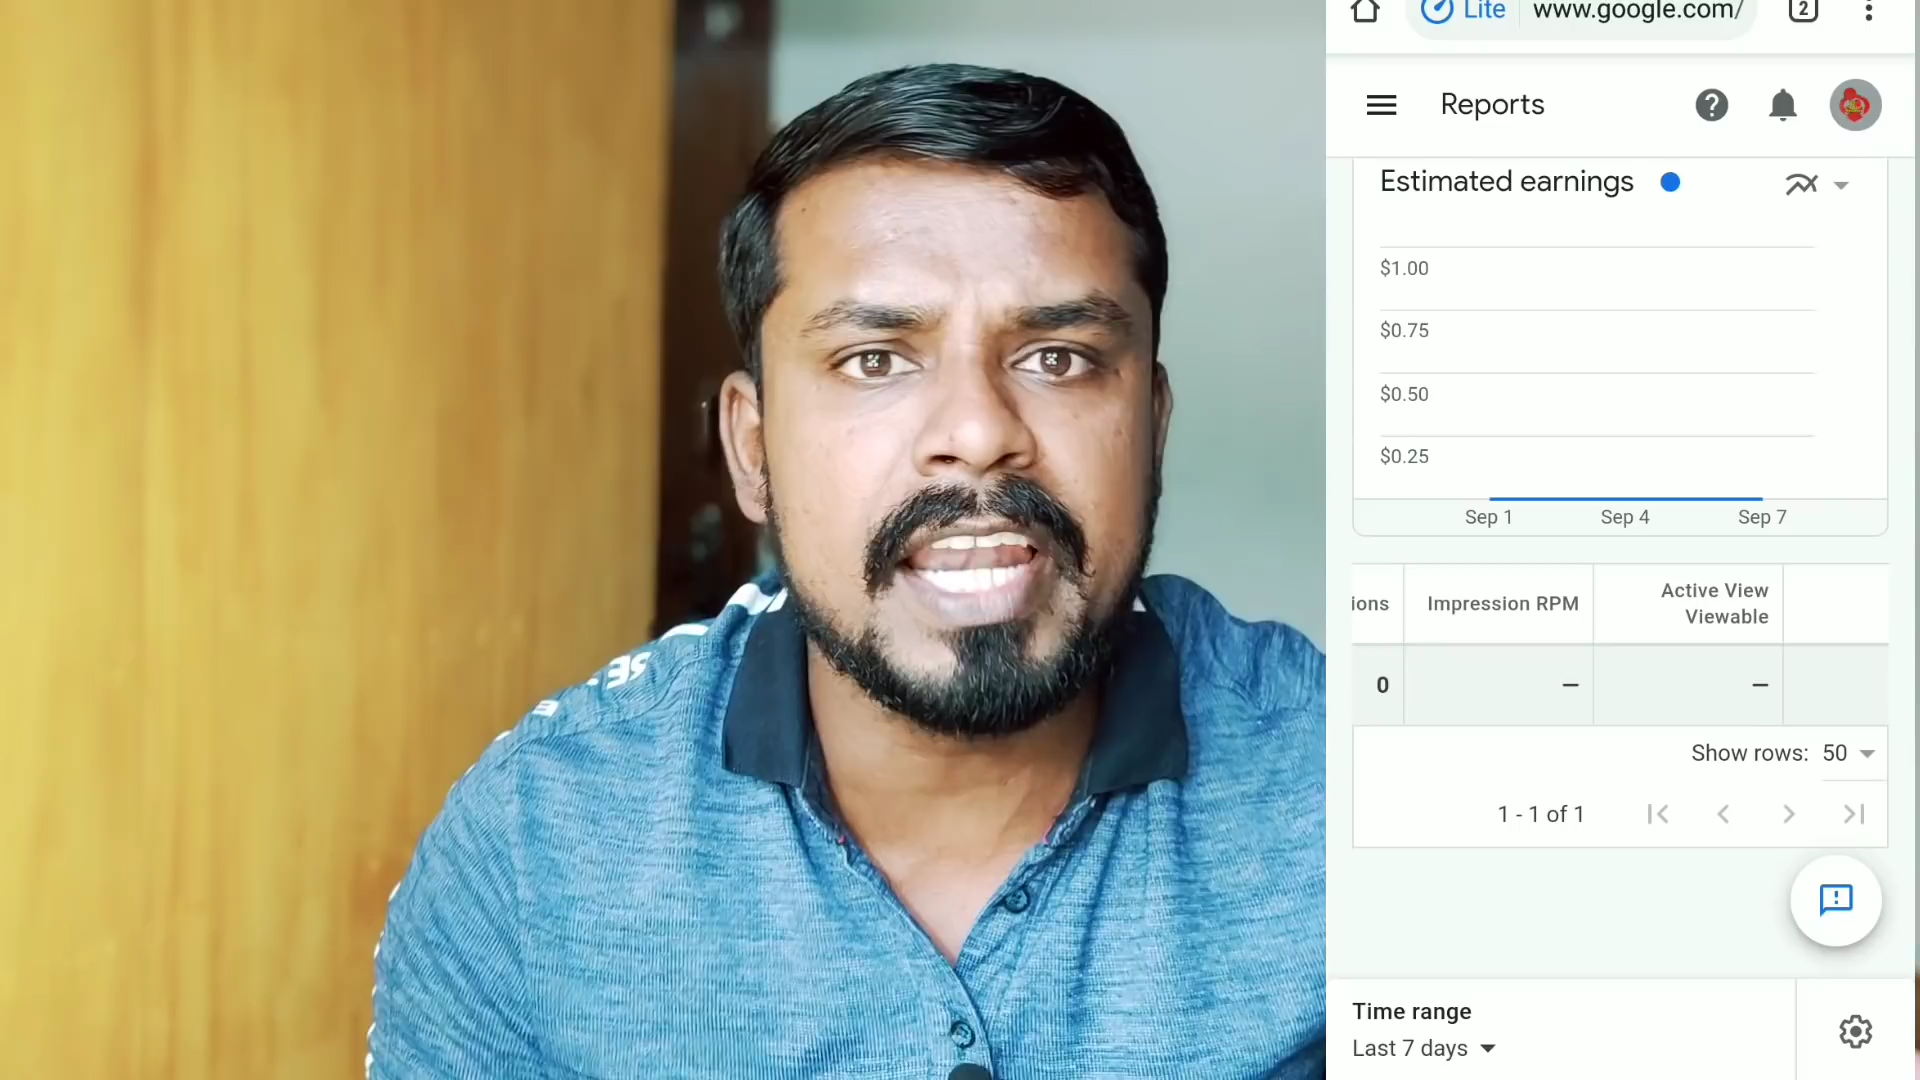 Lite www.google.com/ 2
Reports
Estimated earnings
$1.00
$0.75
$0.50
$0.25
Sep 1 Sep 4 Sep 7
ions Impression RPM Active View
Viewable
0 – –
Show rows: 50
1 - 1 of 1
Time range
Last 7 days